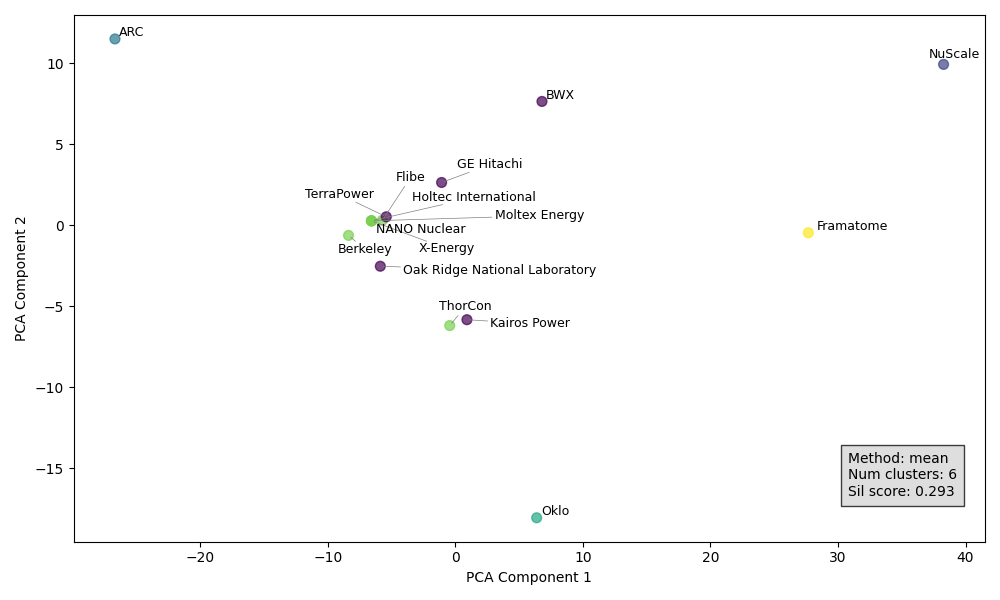 ARC
NuScale
BWX
GE Hitachi
Flibe
TerraPower
Holtec International
Moltex Energy
Framatome
NANO Nuclear
Berkeley
X-Energy
Oak Ridge National Laboratory
ThorCon
Kairos Power
Oklo
Method: mean
Num clusters: 6
Sil score: 0.293
10
5
0
−5
−10
−15
PCA Component 2
−20
−10
0
10
20
30
40
PCA Component 1